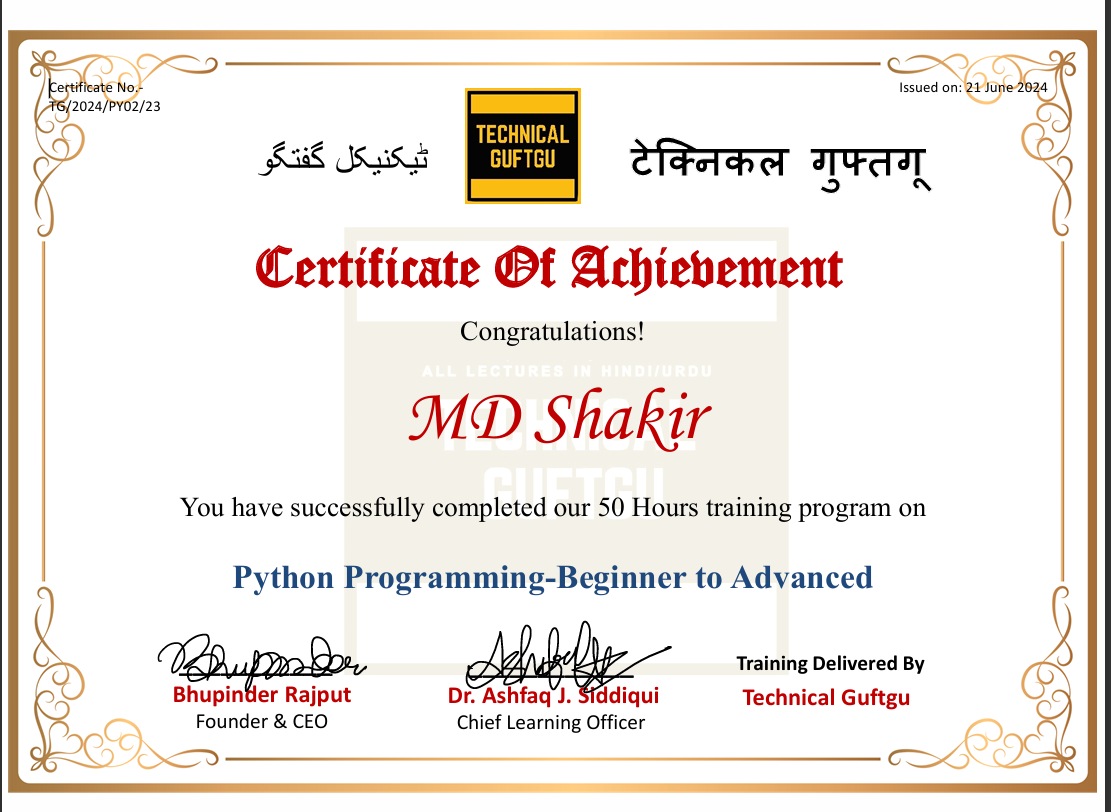 Certificate No.-
TG/2024/PY02/23
Issued on: 21 June 2024
ٹیکنیکل گفتگو
TECHNICAL
GUFTGU
टेक्निकल गुफ्तगू
Certificate Of Achievement
Congratulations!
ALL LECTURES IN HINDI/URDU
MD Shakir
TECHNICAL
GUFTGU
You have successfully completed our 50 Hours training program on
Python Programming-Beginner to Advanced
Bhupinder
Bhupinder Rajput
Founder & CEO
Dr. Ashfaq J. Siddiqui
Chief Learning Officer
Training Delivered By
Technical Guftgu